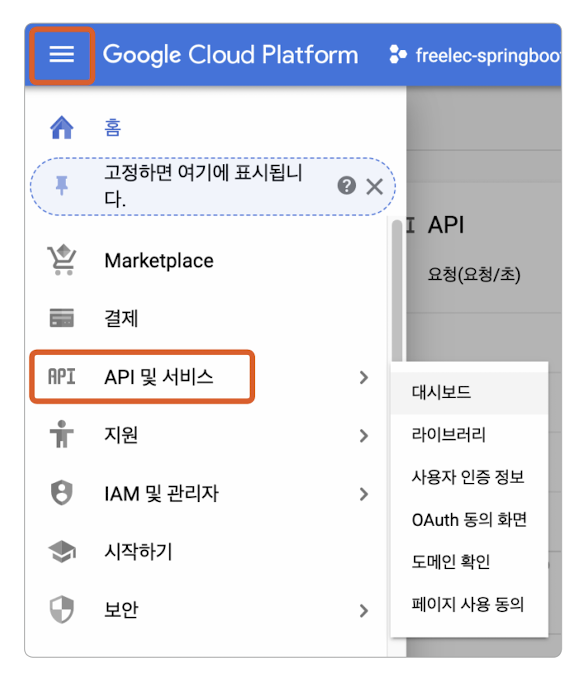 Google Cloud Platform
freelec-springboo
홈
고정하면 여기에 표시됩니
다.
Marketplace
결제
API API 및 서비스
지원
IAM 및 관리자
시작하기
보안
API
요청(요청/초)
대시보드
라이브러리
사용자 인증 정보
OAuth 동의 화면
도메인 확인
페이지 사용 동의